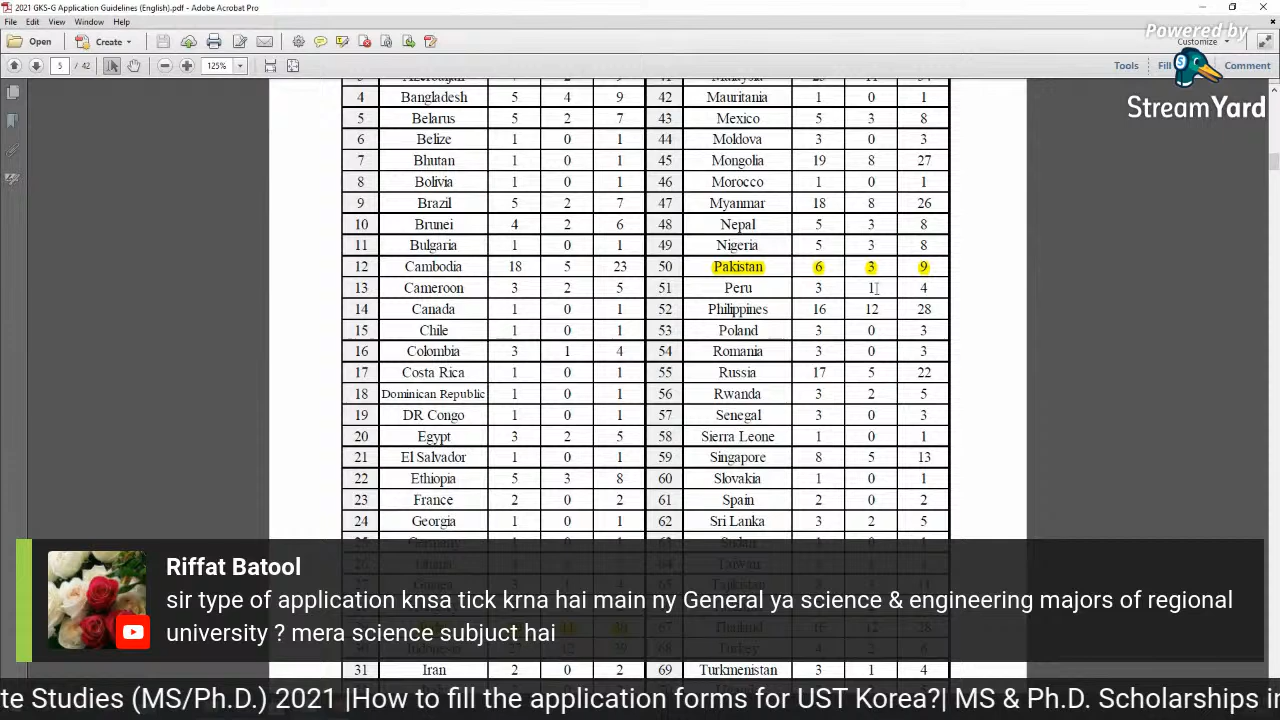 2021 GKS-G Application Guidelines (English).pdf - Adobe Acrobat Pro
File Edit View Window Help
Open Create Customize
5 / 42 125% Tools Fill Comment
Powered by
StreamYard
4 Bangladesh 5 4 9 42 Mauritania 1 0 1
5 Belarus 5 2 7 43 Mexico 5 3 8
6 Belize 1 0 1 44 Moldova 3 0 3
7 Bhutan 1 0 1 45 Mongolia 19 8 27
8 Bolivia 1 0 1 46 Morocco 1 0 1
9 Brazil 5 2 7 47 Myanmar 18 8 26
10 Brunei 4 2 6 48 Nepal 5 3 8
11 Bulgaria 1 0 1 49 Nigeria 5 3 8
12 Cambodia 18 5 23 50 Pakistan 6 3 9
13 Cameroon 3 2 5 51 Peru 3 1 4
14 Canada 1 0 1 52 Philippines 16 12 28
15 Chile 1 0 1 53 Poland 3 0 3
16 Colombia 3 1 4 54 Romania 3 0 3
17 Costa Rica 1 0 1 55 Russia 17 5 22
18 Dominican Republic 1 0 1 56 Rwanda 3 2 5
19 DR Congo 1 0 1 57 Senegal 3 0 3
20 Egypt 3 2 5 58 Sierra Leone 1 0 1
21 El Salvador 1 0 1 59 Singapore 8 5 13
22 Ethiopia 5 3 8 60 Slovakia 1 0 1
23 France 2 0 2 61 Spain 2 0 2
24 Georgia 1 0 1 62 Sri Lanka 3 2 5
Riffat Batool
sir type of application knsa tick krna hai main ny General ya science & engineering majors of regional
university ? mera science subjuct hai
31 Iran 2 0 2 69 Turkmenistan 3 1 4
te Studies (MS/Ph.D.) 2021 |How to fill the application forms for UST Korea?| MS & Ph.D. Scholarships i